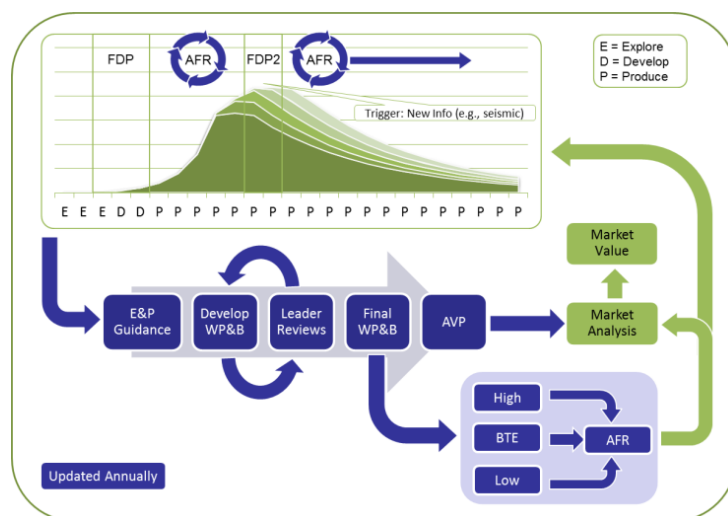 FDP
AFR
FDP2
AFR
E = Explore
D = Develop
P = Produce
Trigger: New Info (e.g., seismic)
E E E D D P P P P P P P P P P P P P P P P P P P P
Market
Value
E&P
Guidance
Develop
WP&B
Leader
Reviews
Final
WP&B
AVP
Market
Analysis
High
BTE
AFR
Low
Updated Annually